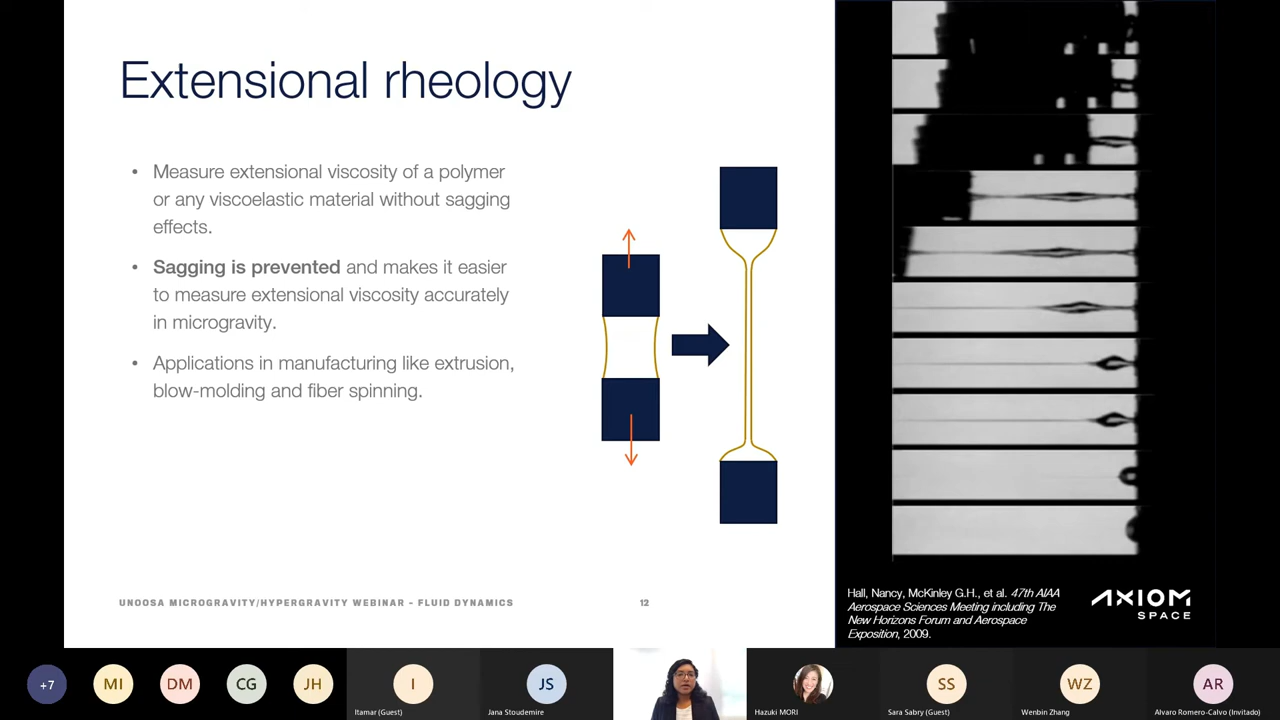 Extensional rheology
• Measure extensional viscosity of a polymer
or any viscoelastic material without sagging
effects.
• Sagging is prevented and makes it easier
to measure extensional viscosity accurately
in microgravity.
• Applications in manufacturing like extrusion,
blow-molding and fiber spinning.
UNOOSA MICROGRAVITY/HYPERGRAVITY WEBINAR - FLUID DYNAMICS
12
Hall, Nancy, McKinley G.H., et al. 47th AIAA
Aerospace Sciences Meeting including The
New Horizons Forum and Aerospace
Exposition, 2009.
AXIOM
SPACE
+7
MI
DM
CG
JH
I
JS
SS
WZ
AR
Itamar (Guest)
Jana Stoudemire
Hazuki MORI
Sara Sabry (Guest)
Wenbin Zhang
Alvaro Romero-Calvo (Invitado)